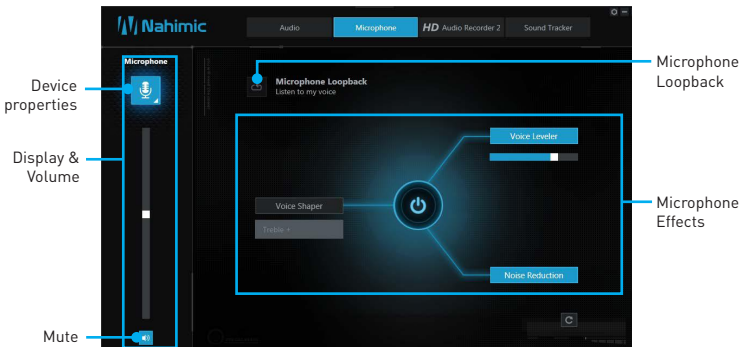 Nahimic
Audio
Microphone
HD Audio Recorder 2
Sound Tracker
Microphone
Microphone Loopback
Listen to my voice
Voice Leveler
Voice Shaper
Treble +
Noise Reduction
Device
properties
Display &
Volume
Mute
Microphone
Loopback
Microphone
Effects